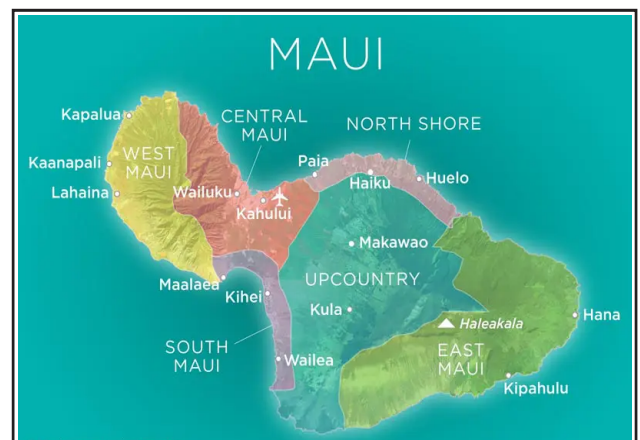 MAUI
Kapalua
CENTRAL
MAUI
NORTH SHORE
Kaanapali
WEST
MAUI
Paia
Haiku
Huelo
Lahaina
Wailuku
Kahului
Makawao
Maalaea
Kihei
UPCOUNTRY
Kula
Haleakala
Hana
SOUTH
MAUI
Wailea
EAST
MAUI
Kipahulu